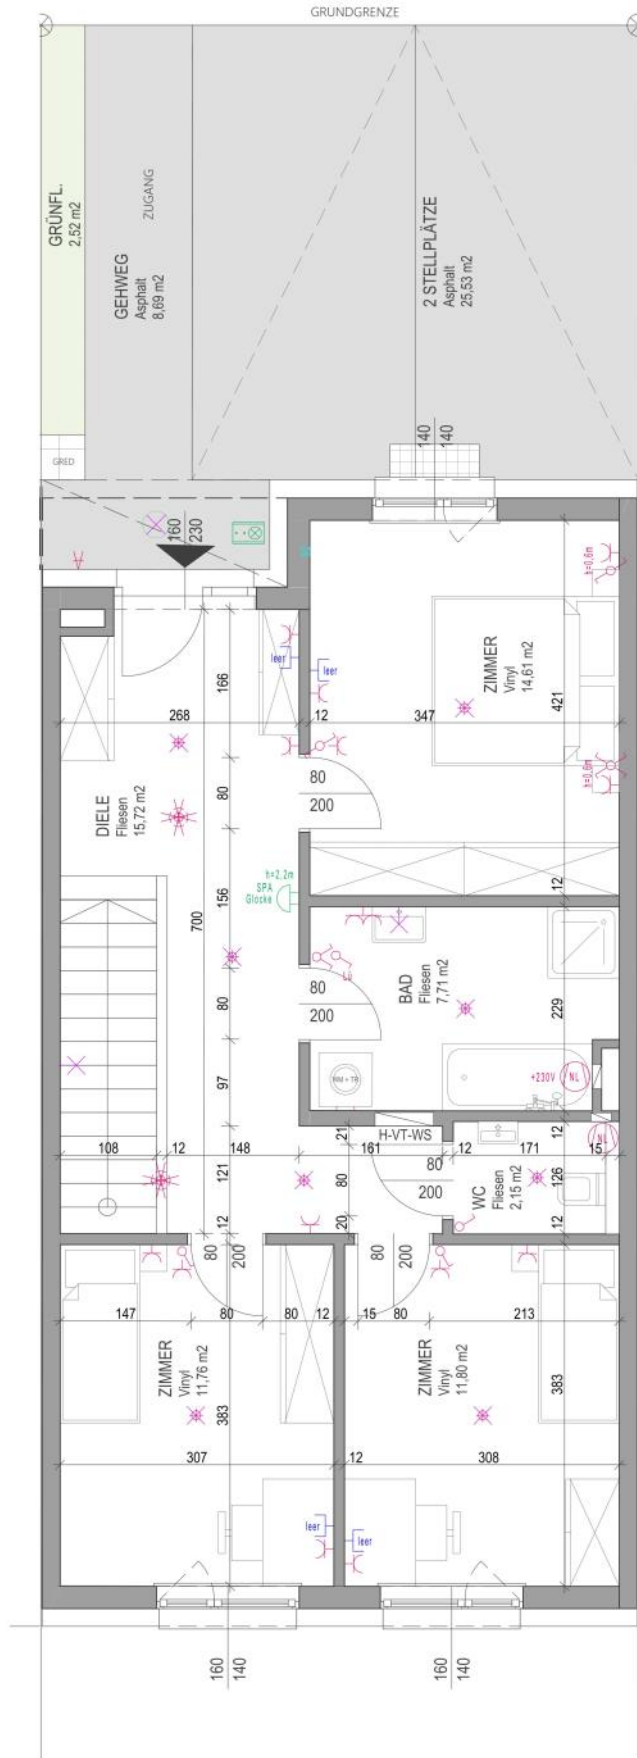 GRUNDGRENZE
GRÜNFL.
2,52 m2
GEHWEG
Asphalt
8,69 m2
ZUGANG
2 STELLPLÄTZE
Asphalt
25,53 m2
GRED
140
140
160
230
h=0,6m
leer
leer
ZIMMER
Vinyl
14,61 m2
166
421
268
12
347
h=0,6m
80
80
200
DIELE
Fliesen
15,72 m2
700
156
h=2,2m
SPA
Glocke
12
BAD
Fliesen
7,71 m2
229
80
80
200
97
WM + TR
+230V
NL
NL
H-VT-WS
21
12
108
12
148
161
12
171
15
80
200
121
80
126
WC
Fliesen
2,15 m2
12
20
12
80
200
80
200
147
80
80
12
15
80
213
ZIMMER
Vinyl
11,76 m2
383
ZIMMER
Vinyl
11,80 m2
383
307
12
308
leer
leer
160
140
160
140